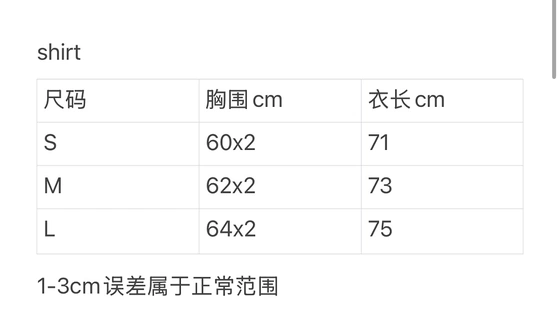 shirt
尺码 胸围cm 衣长cm
S 60x2 71
M 62x2 73
L 64x2 75
1-3cm误差属于正常范围